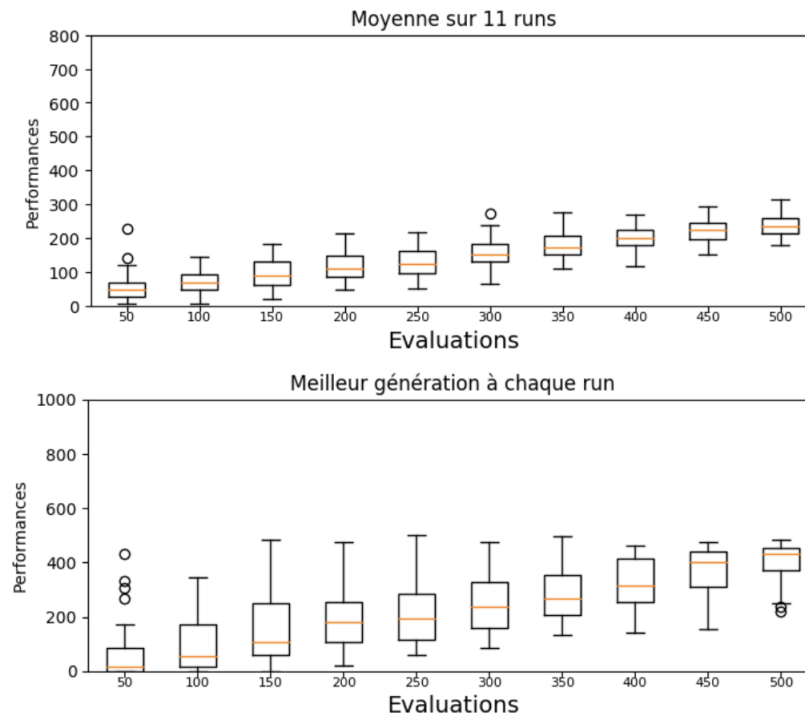 Moyenne sur 11 runs
800
700
600
500
400
300
200
100
0
Performances
50 100 150 200 250 300 350 400 450 500
Evaluations
Meilleur génération à chaque run
1000
800
600
400
200
0
Performances
50 100 150 200 250 300 350 400 450 500
Evaluations